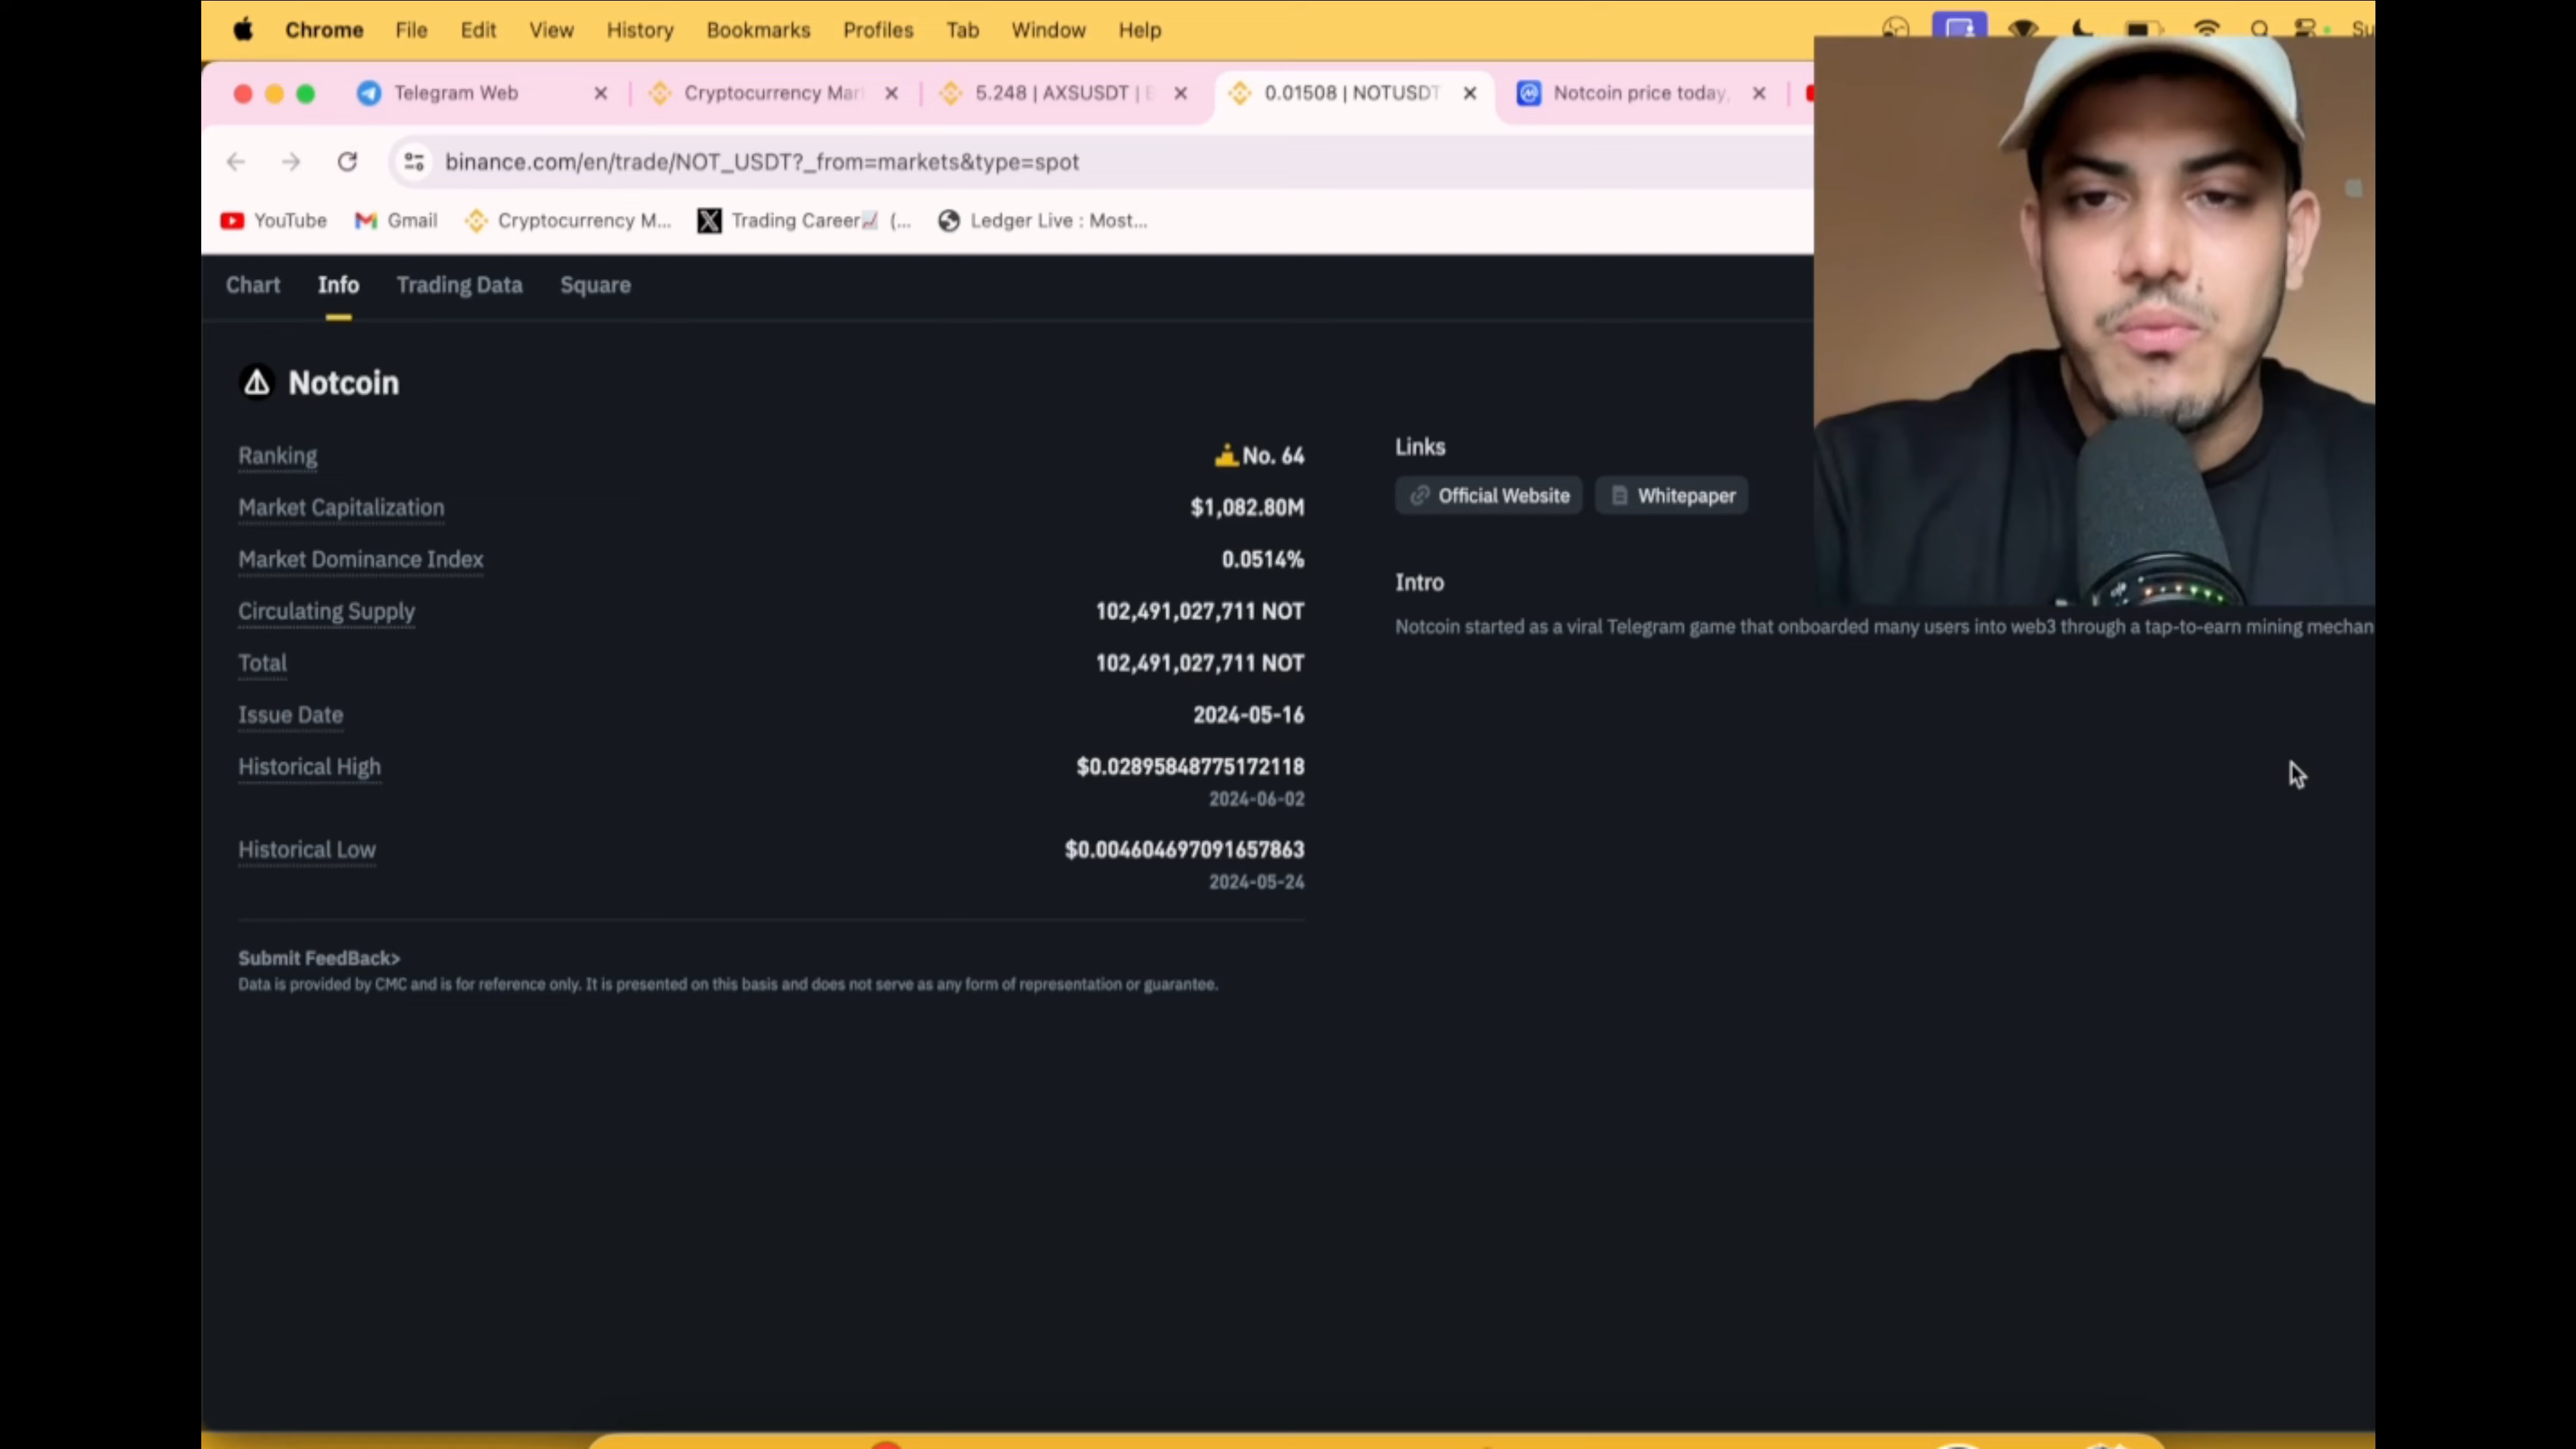 Chrome File Edit View History Bookmarks Profiles Tab Window Help
Telegram Web
Cryptocurrency Mar
5.248 | AXSUSDT |
0.01508 | NOTUSDT
Notcoin price today,
binance.com/en/trade/NOT_USDT?_from=markets&type=spot
YouTube Gmail Cryptocurrency M... Trading Career (... Ledger Live : Most...
Chart Info Trading Data Square
Notcoin
Ranking No. 64
Market Capitalization $1,082.80M
Market Dominance Index 0.0514%
Circulating Supply 102,491,027,711 NOT
Total 102,491,027,711 NOT
Issue Date 2024-05-16
Historical High $0.02895848775172118
2024-06-02
Historical Low $0.004604697091657863
2024-05-24
Submit FeedBack>
Data is provided by CMC and is for reference only. It is presented on this basis and does not serve as any form of representation or guarantee.
Links
Official Website Whitepaper
Intro
Notcoin started as a viral Telegram game that onboarded many users into web3 through a tap-to-earn mining mechan